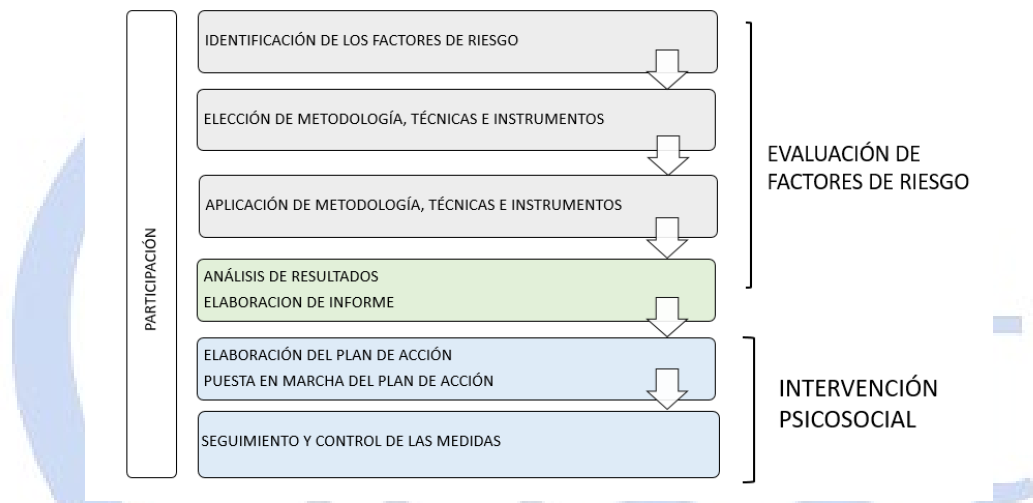 PARTICIPACIÓN
IDENTIFICACIÓN DE LOS FACTORES DE RIESGO
ELECCIÓN DE METODOLOGÍA, TÉCNICAS E INSTRUMENTOS
APLICACIÓN DE METODOLOGÍA, TÉCNICAS E INSTRUMENTOS
ANÁLISIS DE RESULTADOS
ELABORACION DE INFORME
EVALUACIÓN DE
FACTORES DE RIESGO
ELABORACIÓN DEL PLAN DE ACCIÓN
PUESTA EN MARCHA DEL PLAN DE ACCIÓN
SEGUIMIENTO Y CONTROL DE LAS MEDIDAS
INTERVENCIÓN
PSICOSOCIAL